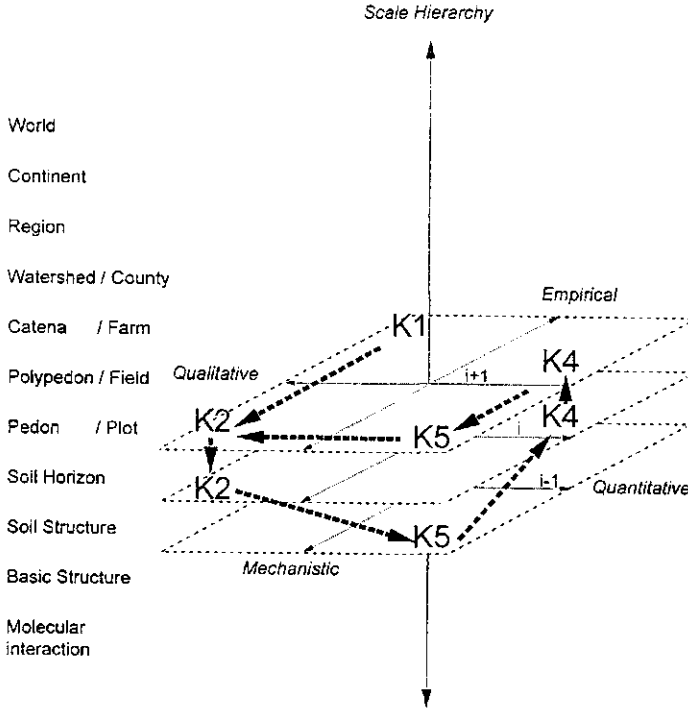 Scale Hierarchy
World
Continent
Region
Watershed / County
Empirical
Catena / Farm
K1
K4
Polypedon / Field
Qualitative
i+1
K2
K4
Pedon / Plot
K5
i
Soil Horizon
K2
i-1
Quantitative
Soil Structure
K5
Mechanistic
Basic Structure
Molecular
interaction